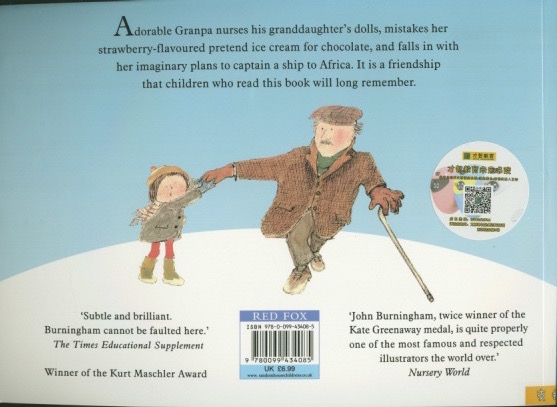 Adorable Granpa nurses his granddaughter's dolls, mistakes her
strawberry-flavoured pretend ice cream for chocolate, and falls in with
her imaginary plans to captain a ship to Africa. It is a friendship
that children who read this book will long remember.
'Subtle and brilliant.
Burningham cannot be faulted here.'
The Times Educational Supplement
Winner of the Kurt Maschler Award
RED FOX
ISBN 978-0-099-43408-5
9 780099 434085
UK £6.99
'John Burningham, twice winner of the
Kate Greenaway medal, is quite properly
one of the most famous and respected
illustrators the world over.'
Nursery World